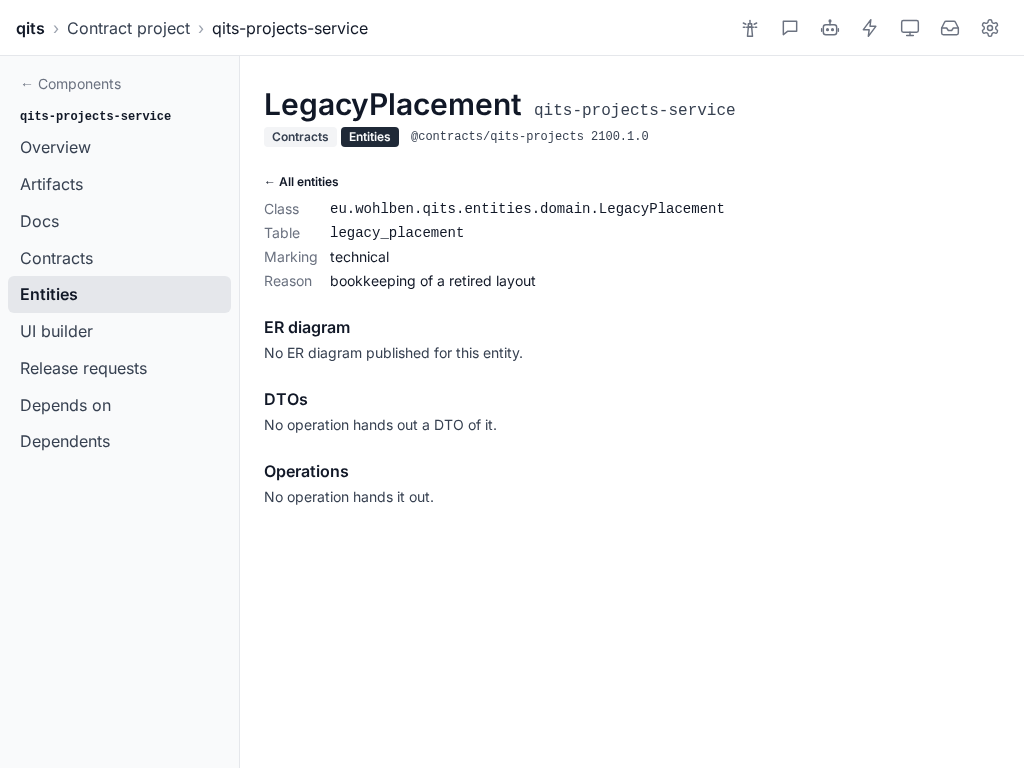 qits › Contract project › qits-projects-service
← Components
qits-projects-service
Overview
Artifacts
Docs
Contracts
Entities
UI builder
Release requests
Depends on
Dependents
LegacyPlacement qits-projects-service
Contracts Entities @contracts/qits-projects 2100.1.0
← All entities
Class eu.wohlben.qits.entities.domain.LegacyPlacement
Table legacy_placement
Marking technical
Reason bookkeeping of a retired layout
ER diagram
No ER diagram published for this entity.
DTOs
No operation hands out a DTO of it.
Operations
No operation hands it out.